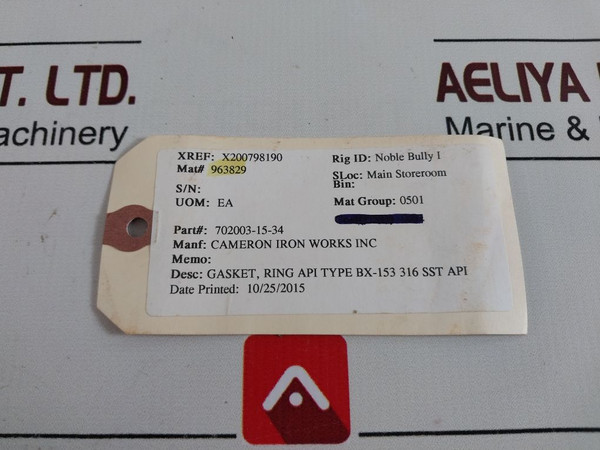 T. LTD.
achinery
AELIYA
Marine &
XREF: X200798190
Mat# 963829
S/N:
UOM: EA
Rig ID: Noble Bully I
SLoc: Main Storeroom
Bin:
Mat Group: 0501
Part#: 702003-15-34
Manf: CAMERON IRON WORKS INC
Memo:
Desc: GASKET, RING API TYPE BX-153 316 SST API
Date Printed: 10/25/2015